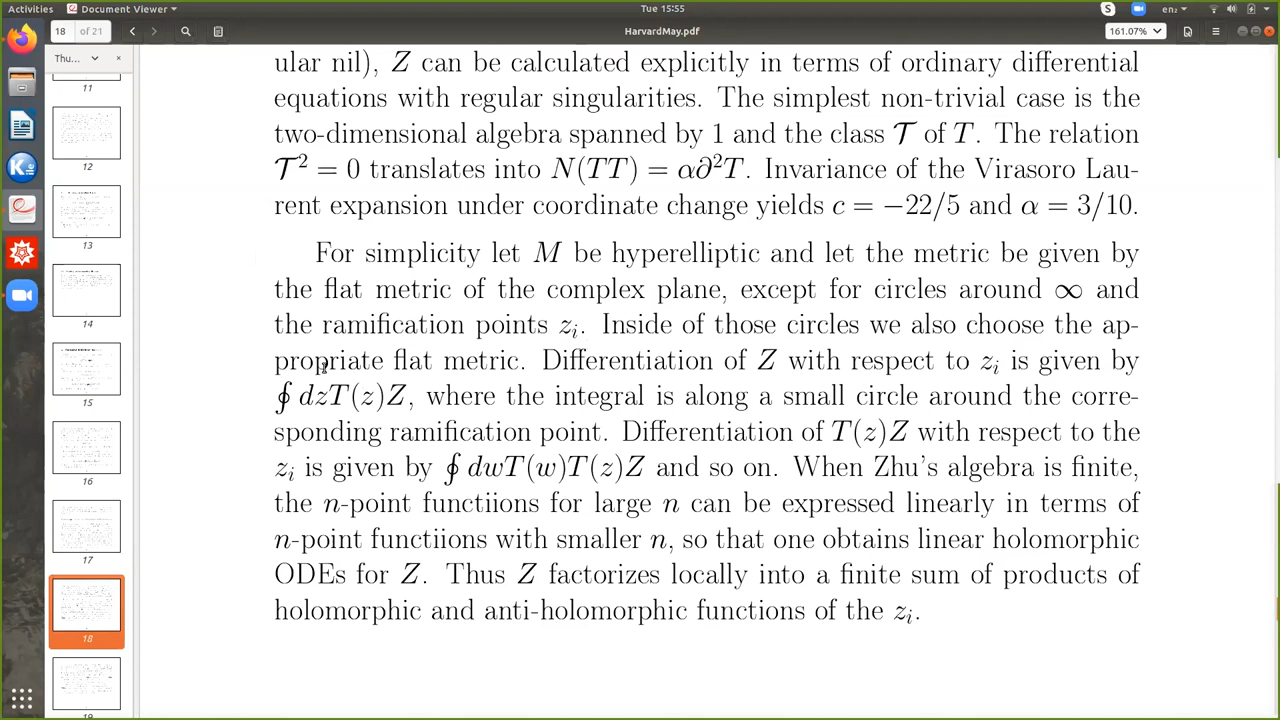 Activities Document Viewer Tue 15:55 en₂
18 of 21 HarvardMay.pdf 161.07%
Thu...
11
12
13
14
15
16
17
18
19
ular nil), Z can be calculated explicitly in terms of ordinary differential
equations with regular singularities. The simplest non-trivial case is the
two-dimensional algebra spanned by 1 and the class 𝒯 of T. The relation
𝒯² = 0 translates into N(TT) = α∂²T. Invariance of the Virasoro Lau-
rent expansion under coordinate change yields c = −22/5 and α = 3/10.
For simplicity let M be hyperelliptic and let the metric be given by
the flat metric of the complex plane, except for circles around ∞ and
the ramification points zᵢ. Inside of those circles we also choose the ap-
propriate flat metric. Differentiation of Z with respect to zᵢ is given by
∮ dzT(z)Z, where the integral is along a small circle around the corre-
sponding ramification point. Differentiation of T(z)Z with respect to the
zᵢ is given by ∮ dwT(w)T(z)Z and so on. When Zhu's algebra is finite,
the n-point functiions for large n can be expressed linearly in terms of
n-point functiions with smaller n, so that one obtains linear holomorphic
ODEs for Z. Thus Z factorizes locally into a finite sum of products of
holomorphic and anti-holomorphic functions of the zᵢ.